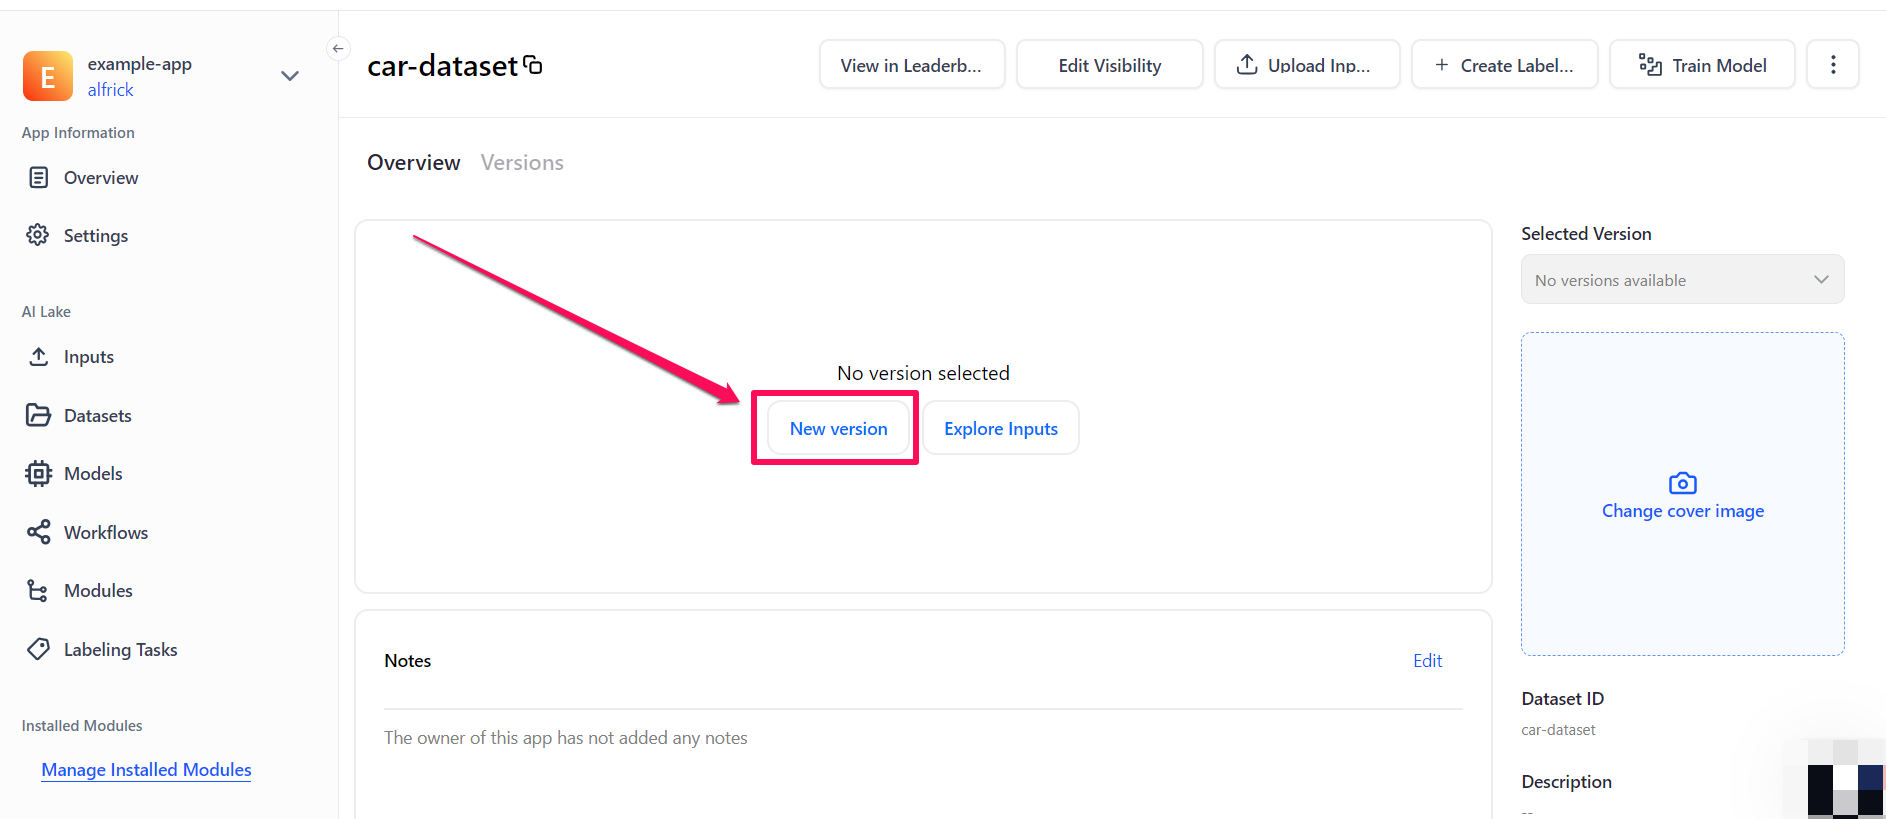 E
example-app
alfrick
App Information
Overview
Settings
AI Lake
Inputs
Datasets
Models
Workflows
Modules
Labeling Tasks
Installed Modules
Manage Installed Modules
car-dataset
View in Leaderb...
Edit Visibility
Upload Inp...
Create Label...
Train Model
Overview Versions
No version selected
New version
Explore Inputs
Notes
Edit
The owner of this app has not added any notes
Selected Version
No versions available
Change cover image
Dataset ID
car-dataset
Description
--